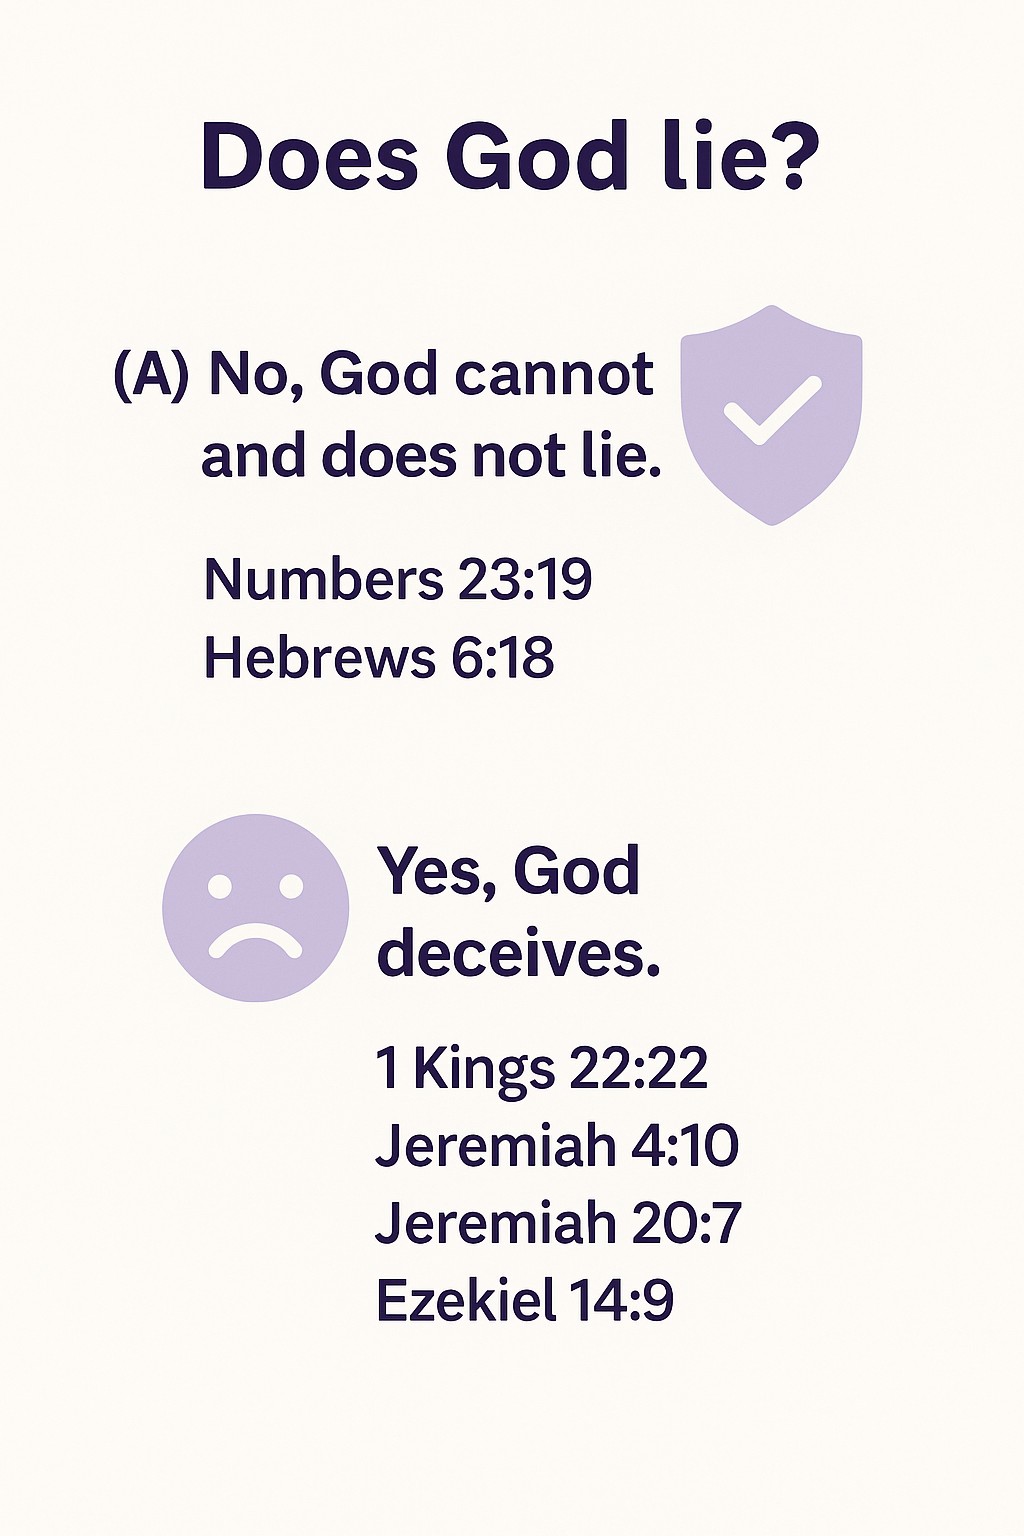 Does God lie?
(A) No, God cannot
and does not lie.
Numbers 23:19
Hebrews 6:18
Yes, God
deceives.
1 Kings 22:22
Jeremiah 4:10
Jeremiah 20:7
Ezekiel 14:9